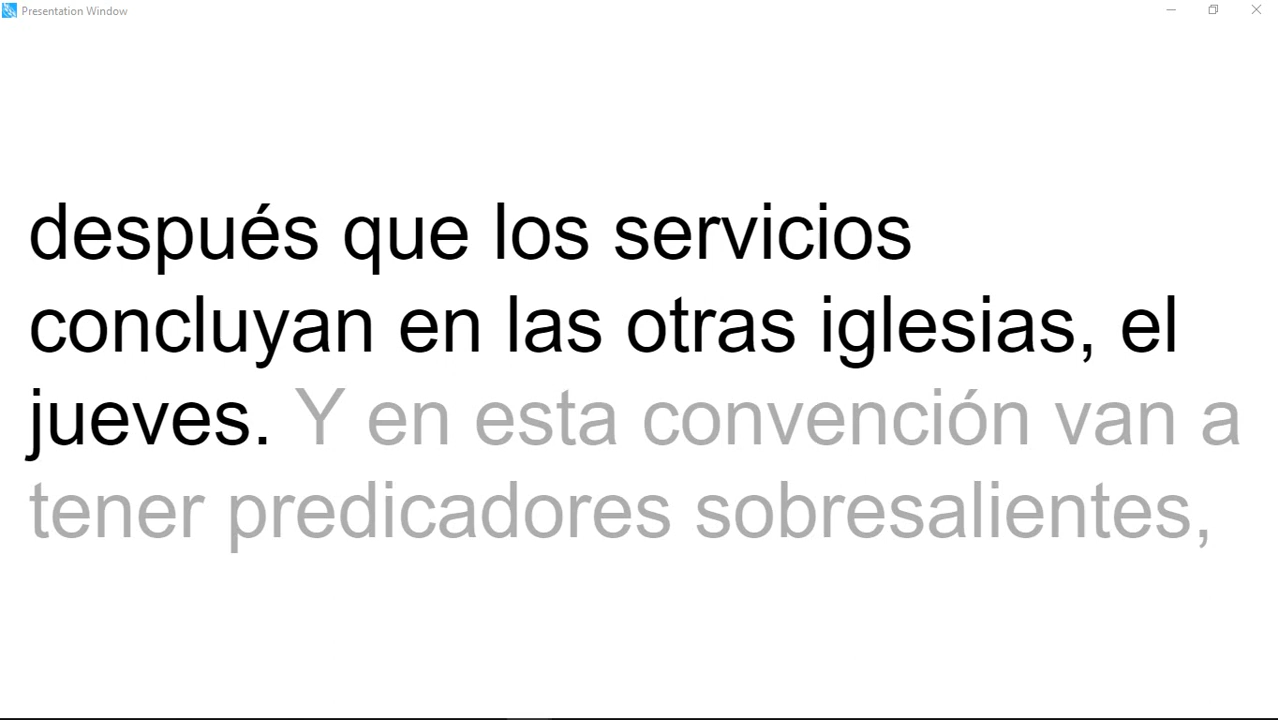 Presentation Window
después que los servicios
concluyan en las otras iglesias, el
jueves. Y en esta convención van a
tener predicadores sobresalientes,